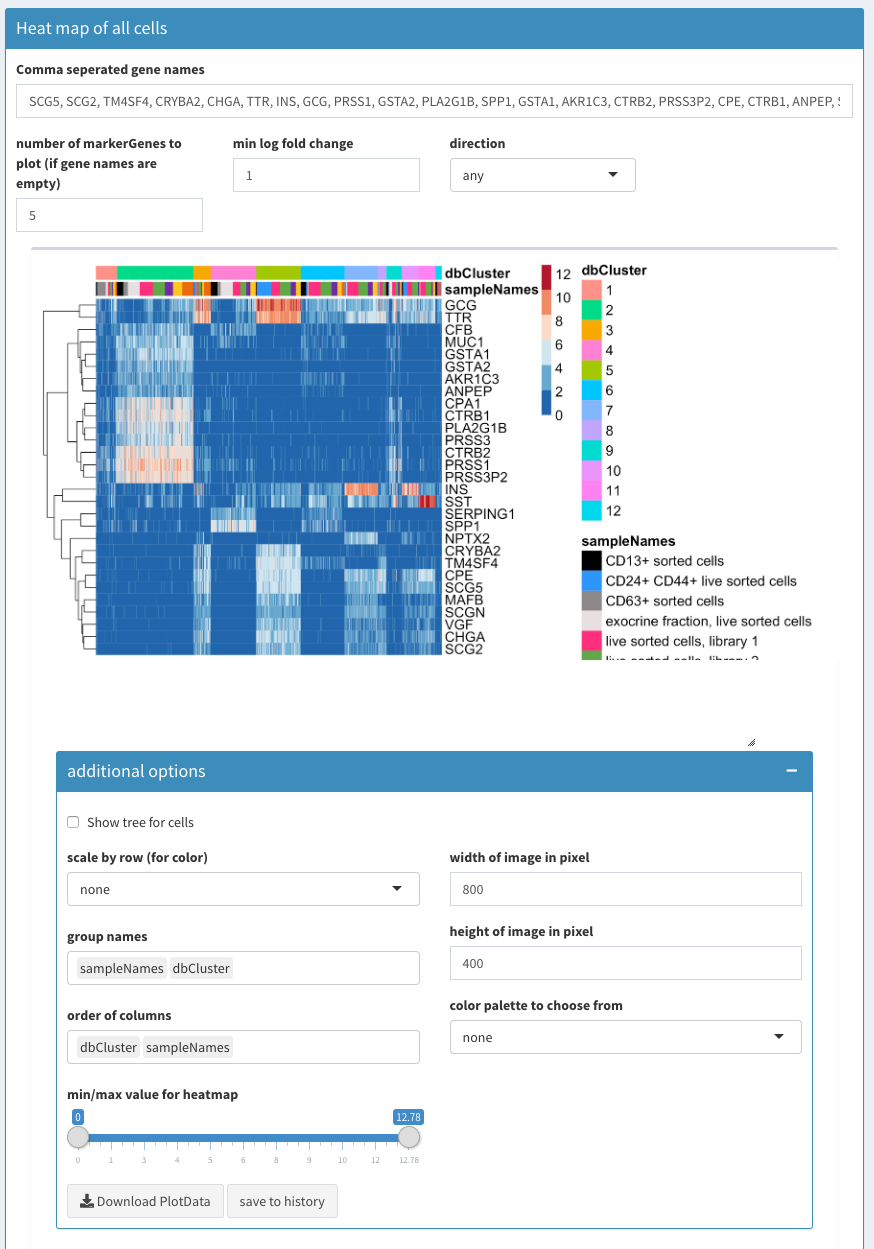 Heat map of all cells
Comma seperated gene names
SCG5, SCG2, TM4SF4, CRYBA2, CHGA, TTR, INS, GCG, PRSS1, GSTA2, PLA2G1B, SPP1, GSTA1, AKR1C3, CTRB2, PRSS3P2, CPE, CTRB1, ANPEP,
number of markerGenes to
plot (if gene names are
empty)
5
min log fold change
1
direction
any
dbCluster
sampleNames
GCG
TTR
CFB
MUC1
GSTA1
GSTA2
AKR1C3
ANPEP
CPA1
CTRB1
PLA2G1B
PRSS3
CTRB2
PRSS1
PRSS3P2
INS
SST
SERPING1
SPP1
NPTX2
CRYBA2
TM4SF4
CPE
SCG5
MAFB
SCGN
VGF
CHGA
SCG2
12
10
8
6
4
2
0
dbCluster
1
2
3
4
5
6
7
8
9
10
11
12
sampleNames
CD13+ sorted cells
CD24+ CD44+ live sorted cells
CD63+ sorted cells
exocrine fraction, live sorted cells
live sorted cells, library 1
live sorted cells, library 2
additional options
Show tree for cells
scale by row (for color)
none
group names
sampleNames dbCluster
order of columns
dbCluster sampleNames
min/max value for heatmap
0 12.78
0 1 3 4 5 6 8 9 10 12 12.78
width of image in pixel
800
height of image in pixel
400
color palette to choose from
none
Download PlotData
save to history